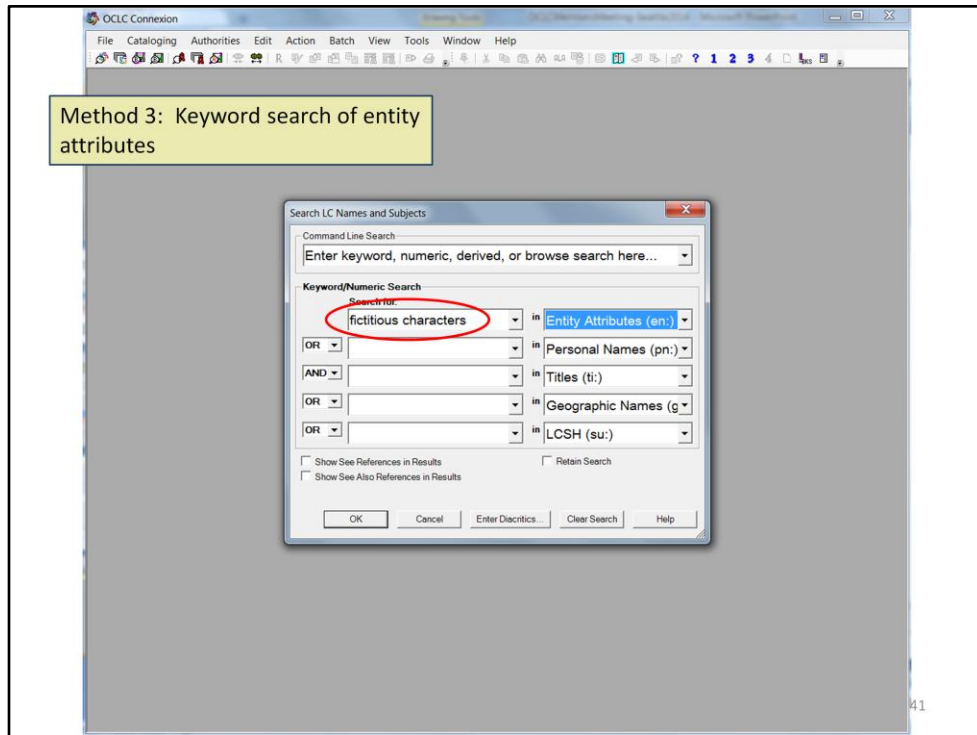 OCLC Connexion
File Cataloging Authorities Edit Action Batch View Tools Window Help
R ? 1 2 3 4
Method 3: Keyword search of entity
attributes
Search LC Names and Subjects
Command Line Search
Enter keyword, numeric, derived, or browse search here...
Keyword/Numeric Search
Search for:
fictitious characters in Entity Attributes (en:)
OR in Personal Names (pn:)
AND in Titles (ti:)
OR in Geographic Names (g
OR in LCSH (su:)
Show See References in Results Retain Search
Show See Also References in Results
OK Cancel Enter Diacritics... Clear Search Help
41